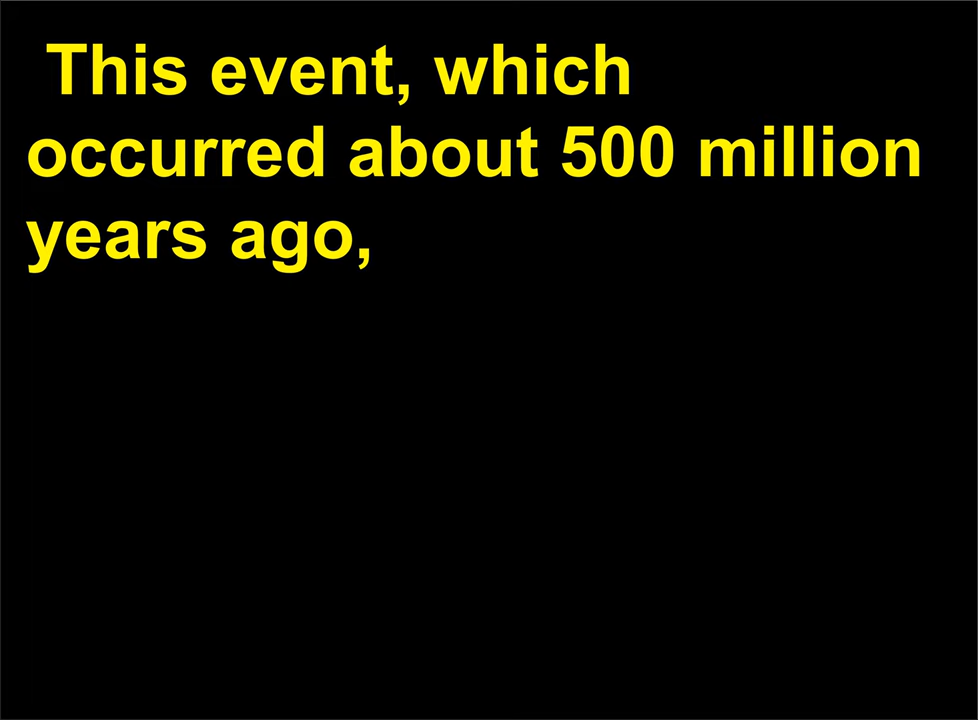 This event, which
occurred about 500 million
years ago,